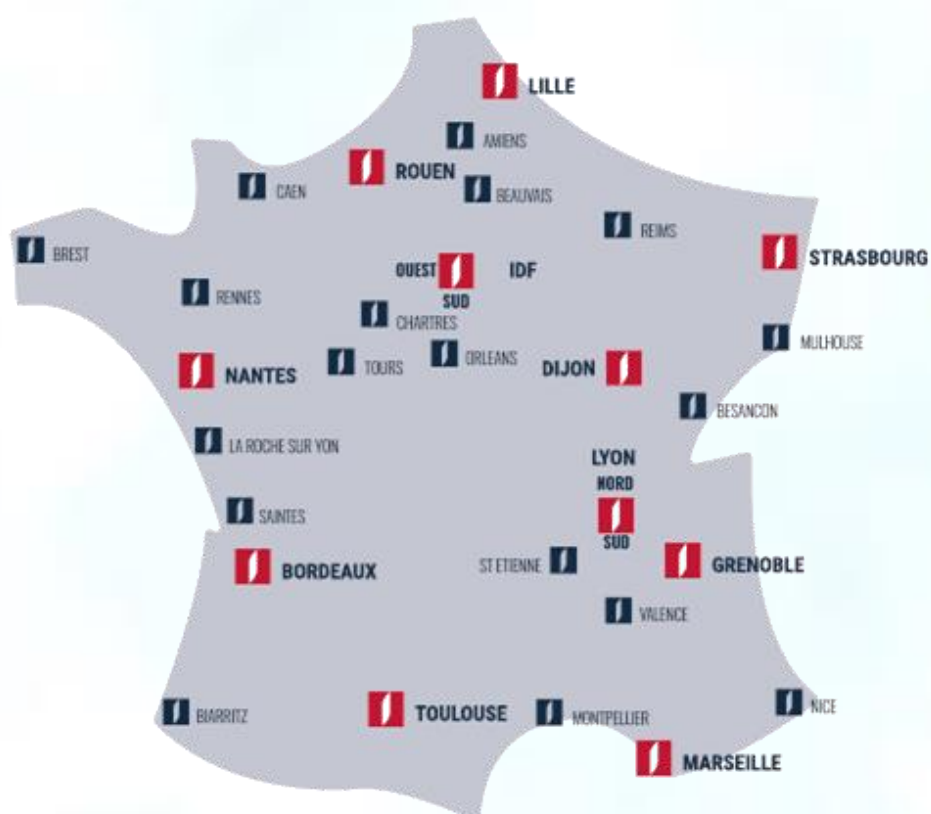 LILLE
AMIENS
ROUEN
CAEN
BEAUVAIS
REIMS
BREST
STRASBOURG
OUEST
IDF
SUD
RENNES
CHARTRES
MULHOUSE
ORLEANS
TOURS
DIJON
NANTES
BESANCON
LA ROCHE SUR YON
LYON
NORD
SAINTES
SUD
ST ETIENNE
GRENOBLE
BORDEAUX
VALENCE
NICE
TOULOUSE
BIARRITZ
MONTPELLIER
MARSEILLE